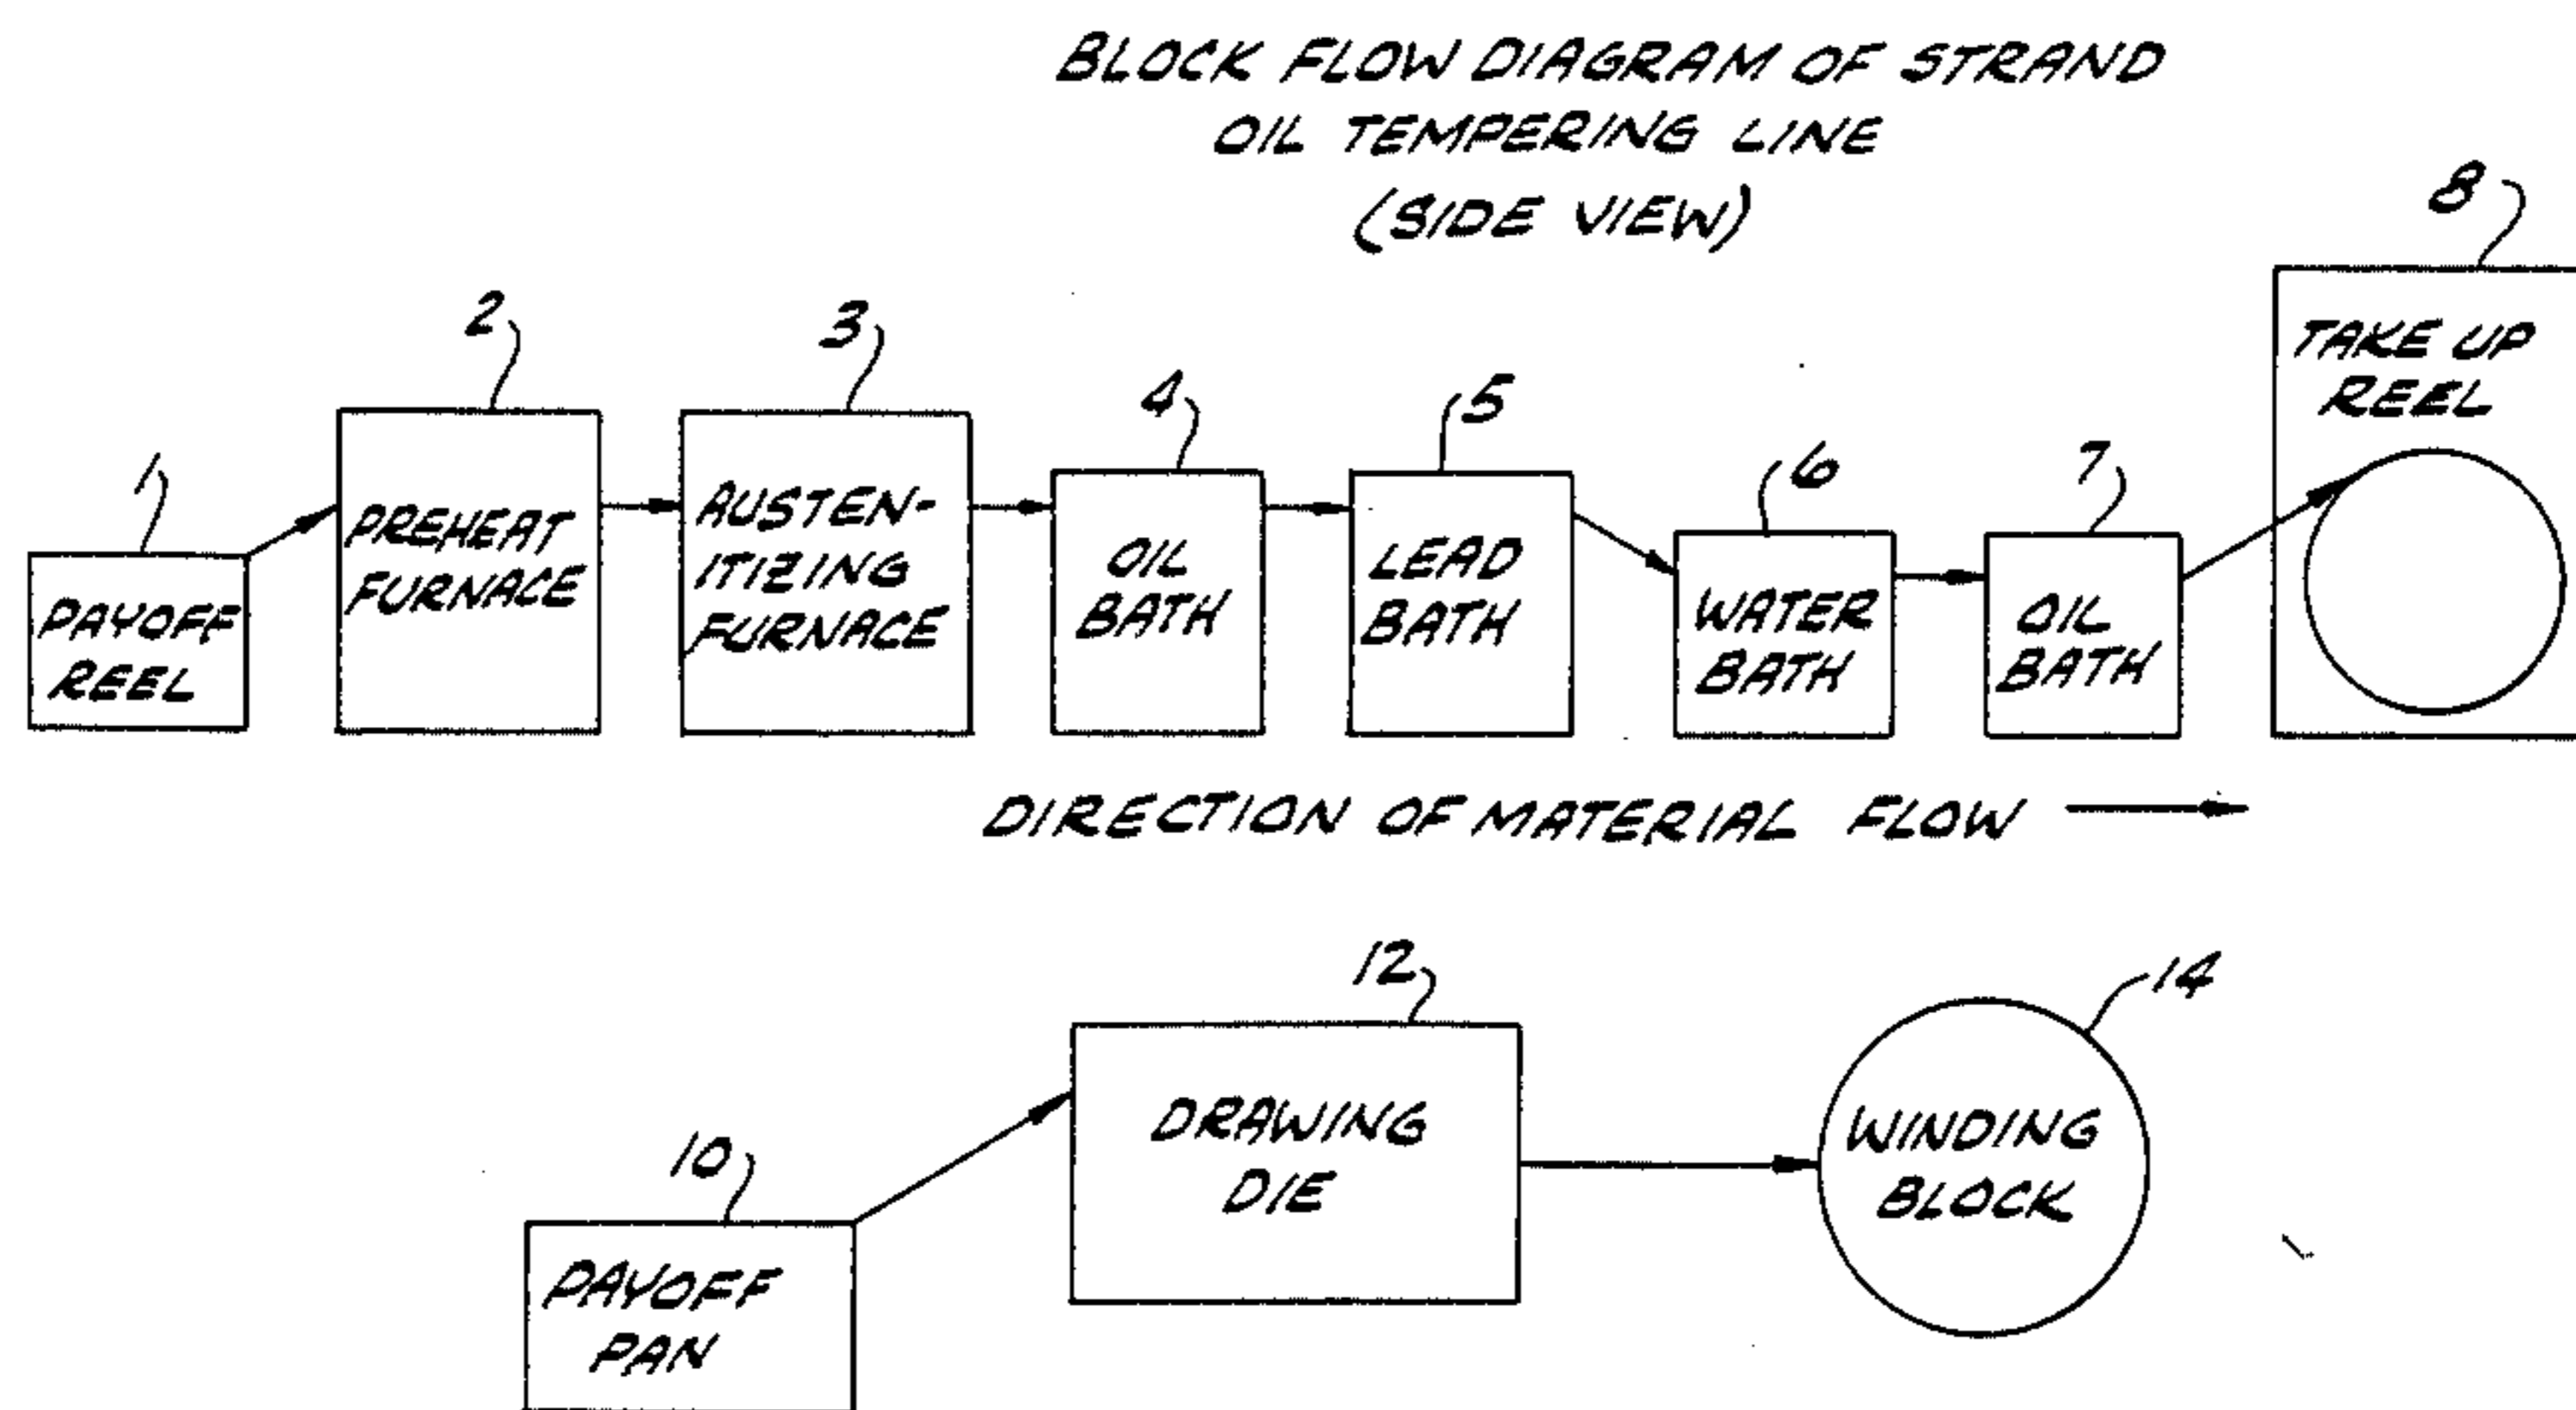 BLOCK FLOW DIAGRAM OF STRAND
OIL TEMPERING LINE
(SIDE VIEW)
1
PAYOFF
REEL
2
PREHEAT
FURNACE
3
AUSTEN-
ITIZING
FURNACE
4
OIL
BATH
5
LEAD
BATH
6
WATER
BATH
7
OIL
BATH
8
TAKE UP
REEL
DIRECTION OF MATERIAL FLOW
10
PAYOFF
PAN
12
DRAWING
DIE
14
WINDING
BLOCK